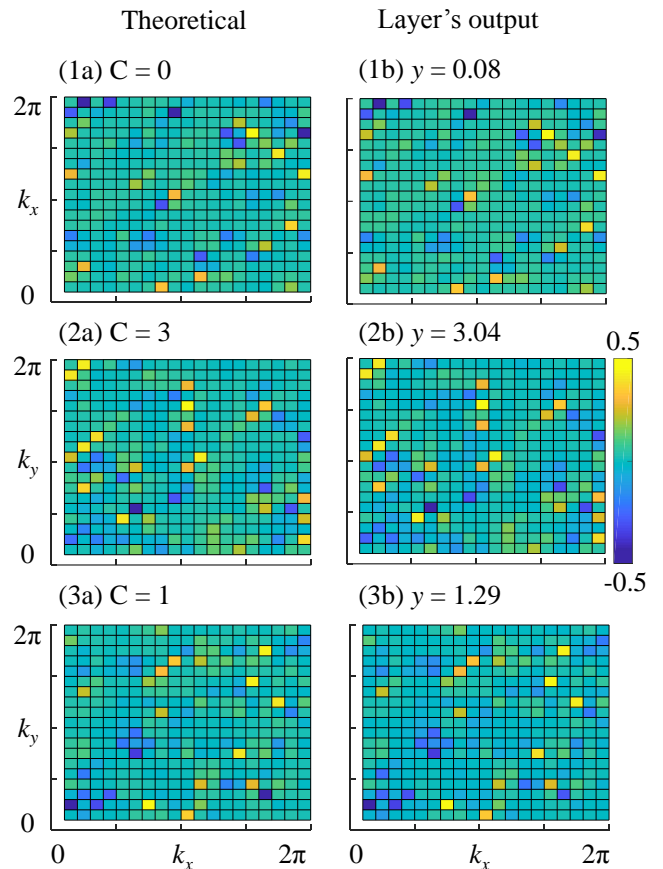 Theoretical Layer's output
(1a) C = 0 (1b) y = 0.08
2π
k_x
0
(2a) C = 3 (2b) y = 3.04
2π 0.5
k_y
0 -0.5
(3a) C = 1 (3b) y = 1.29
2π
k_y
0
0 k_x 2π k_x 2π